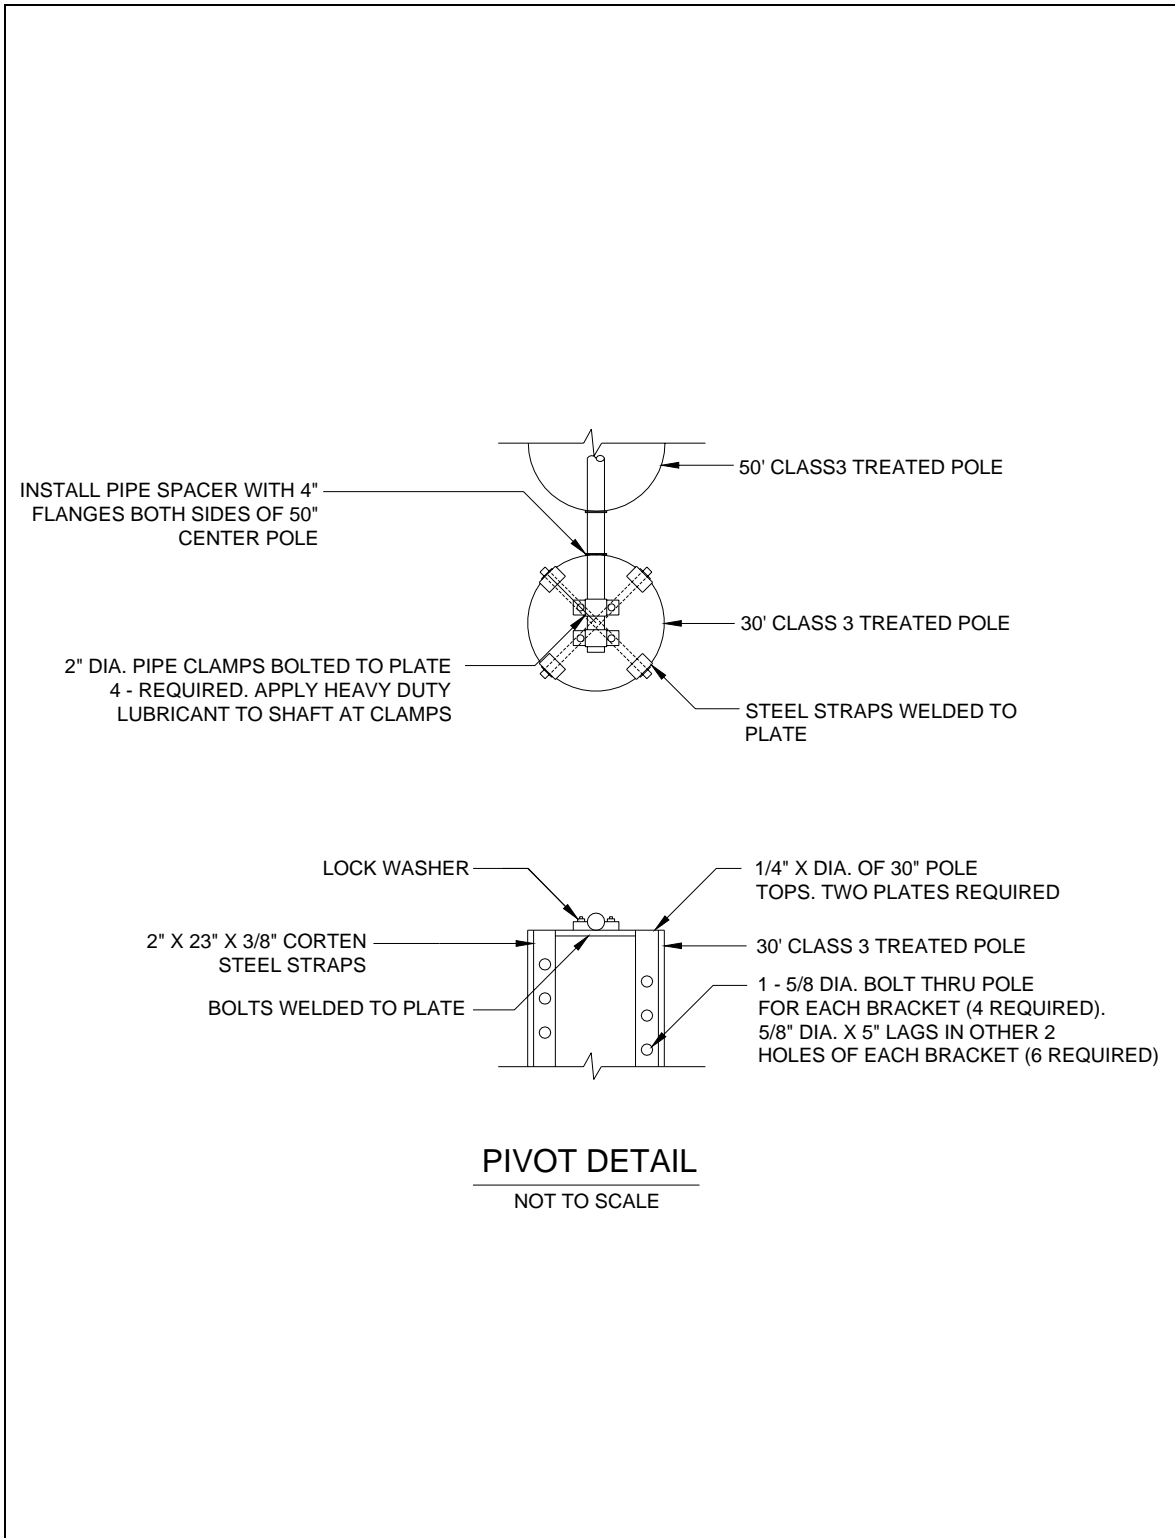 50' CLASS3 TREATED POLE
INSTALL PIPE SPACER WITH 4"
FLANGES BOTH SIDES OF 50"
CENTER POLE
30' CLASS 3 TREATED POLE
2" DIA. PIPE CLAMPS BOLTED TO PLATE
4 - REQUIRED. APPLY HEAVY DUTY
LUBRICANT TO SHAFT AT CLAMPS
STEEL STRAPS WELDED TO
PLATE
LOCK WASHER
1/4" X DIA. OF 30" POLE
TOPS. TWO PLATES REQUIRED
2" X 23" X 3/8" CORTEN
STEEL STRAPS
30' CLASS 3 TREATED POLE
BOLTS WELDED TO PLATE
1 - 5/8 DIA. BOLT THRU POLE
FOR EACH BRACKET (4 REQUIRED).
5/8" DIA. X 5" LAGS IN OTHER 2
HOLES OF EACH BRACKET (6 REQUIRED)
PIVOT DETAIL
NOT TO SCALE